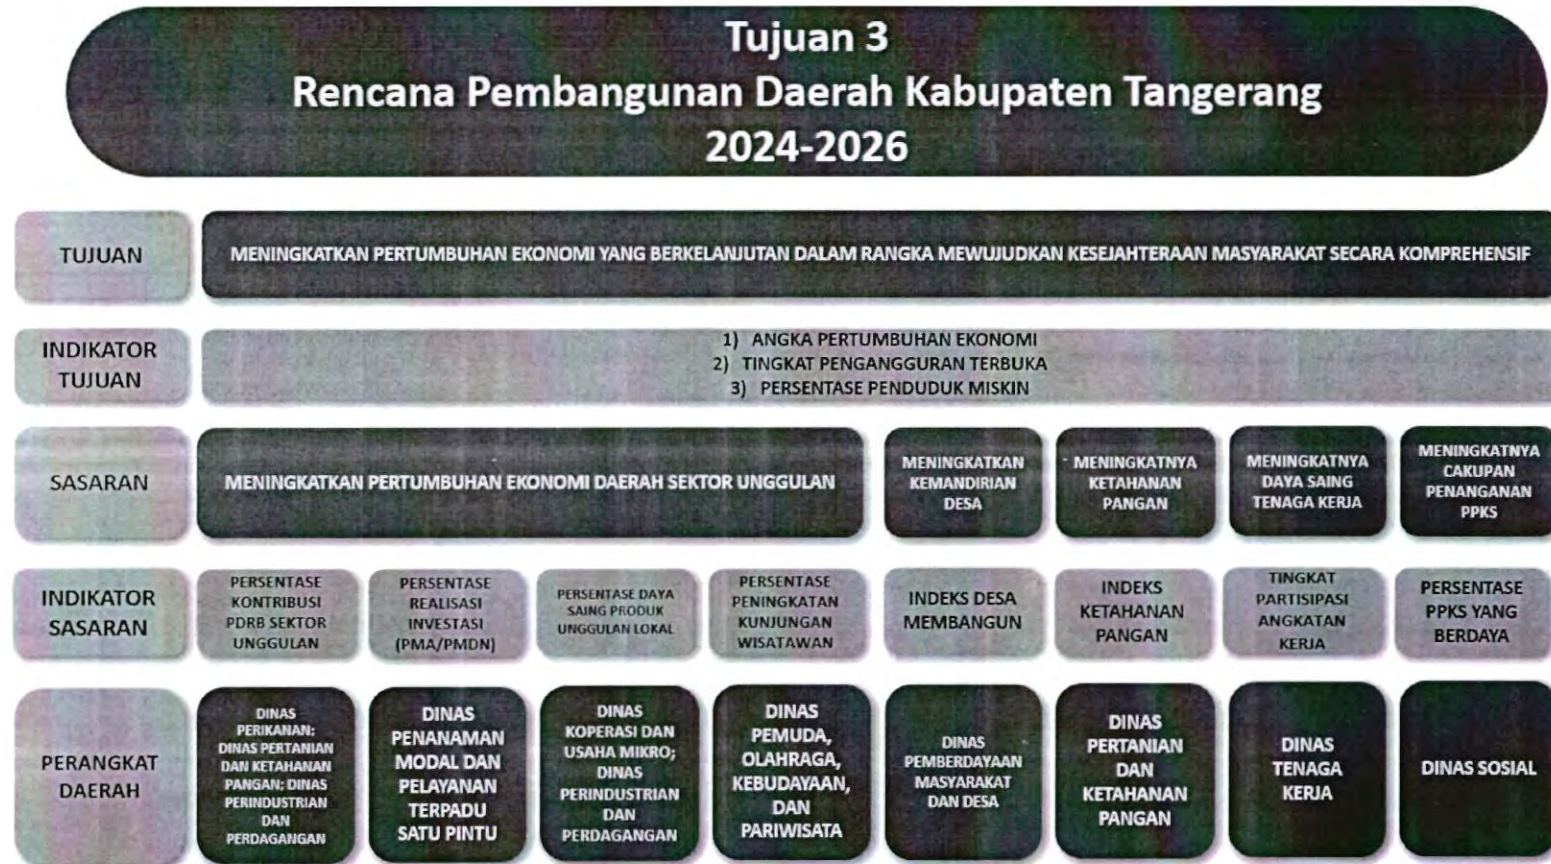 Tujuan 3
Rencana Pembangunan Daerah Kabupaten Tangerang
2024-2026
TUJUAN
MENINGKATKAN PERTUMBUHAN EKONOMI YANG BERKELANJUTAN DALAM RANGKA MEWUJUDKAN KESEJAHTERAAN MASYARAKAT SECARA KOMPREHENSIF
INDIKATOR
TUJUAN
1) ANGKA PERTUMBUHAN EKONOMI
2) TINGKAT PENGANGGURAN TERBUKA
3) PERSENTASE PENDUDUK MISKIN
SASARAN
MENINGKATKAN PERTUMBUHAN EKONOMI DAERAH SEKTOR UNGGULAN
MENINGKATKAN
KEMANDIRIAN
DESA
MENINGKATNYA
KETAHANAN
PANGAN
MENINGKATNYA
DAYA SAING
TENAGA KERJA
MENINGKATNYA
CAKUPAN
PENANGANAN
PPKS
INDIKATOR
SASARAN
PERSENTASE
KONTRIBUSI
PDRB SEKTOR
UNGGULAN
PERSENTASE
REALISASI
INVESTASI
(PMA/PMDN)
PERSENTASE DAYA
SAING PRODUK
UNGGULAN LOKAL
PERSENTASE
PENINGKATAN
KUNJUNGAN
WISATAWAN
INDEKS DESA
MEMBANGUN
INDEKS
KETAHANAN
PANGAN
TINGKAT
PARTISIPASI
ANGKATAN
KERJA
PERSENTASE
PPKS YANG
BERDAYA
PERANGKAT
DAERAH
DINAS
PERIKANAN;
DINAS PERTANIAN
DAN KETAHANAN
PANGAN; DINAS
PERINDUSTRIAN
DAN
PERDAGANGAN
DINAS
PENANAMAN
MODAL DAN
PELAYANAN
TERPADU
SATU PINTU
DINAS
KOPERASI DAN
USAHA MIKRO;
DINAS
PERINDUSTRIAN
DAN
PERDAGANGAN
DINAS
PEMUDA,
OLAHRAGA,
KEBUDAYAAN,
DAN
PARIWISATA
DINAS
PEMBERDAYAAN
MASYARAKAT
DAN DESA
DINAS
PERTANIAN
DAN
KETAHANAN
PANGAN
DINAS
TENAGA
KERJA
DINAS SOSIAL